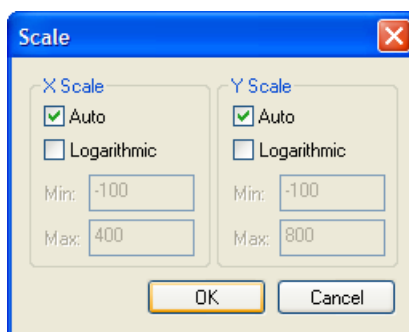 Scale
X Scale
Auto
Logarithmic
Min: -100
Max: 400
Y Scale
Auto
Logarithmic
Min: -100
Max: 800
OK
Cancel